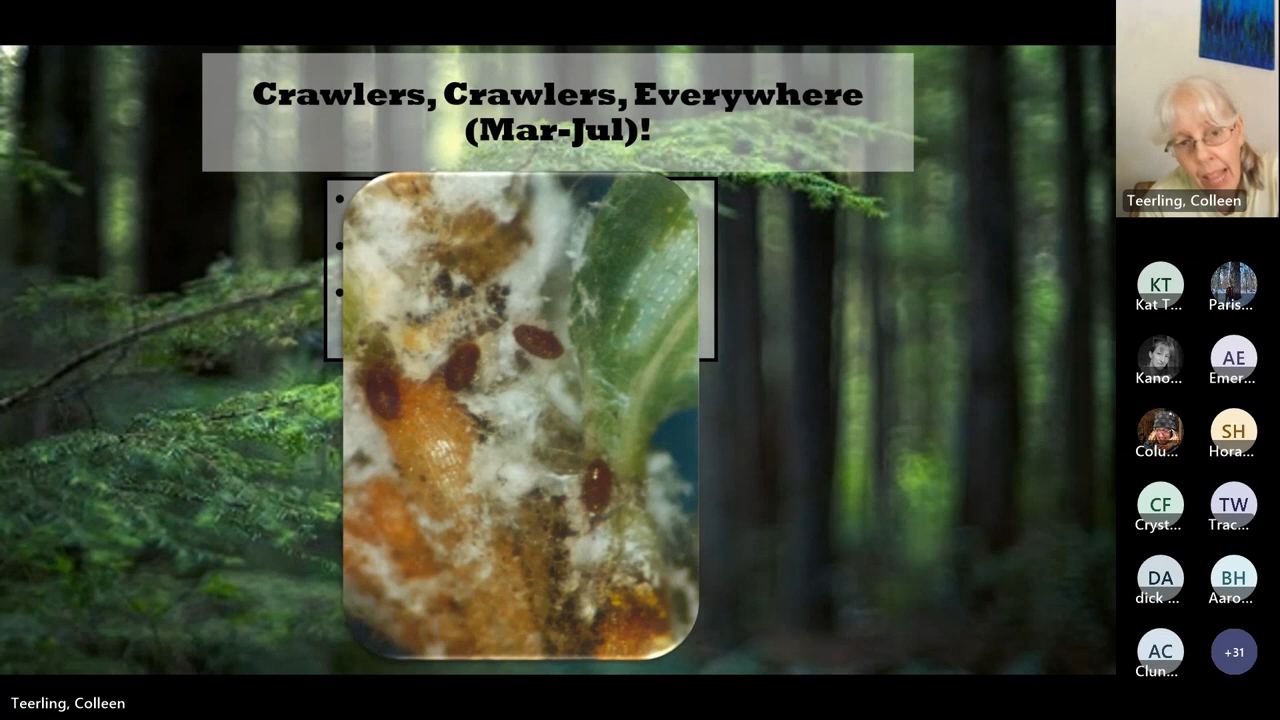 Crawlers, Crawlers, Everywhere
(Mar-Jul)!
Teerling, Colleen
KT
Kat T...
Paris...
Kano...
AE
Emer...
Colu...
SH
Hora...
CF
Cryst...
TW
Trac...
DA
dick ...
BH
Aaro...
AC
Clun...
+31
Teerling, Colleen